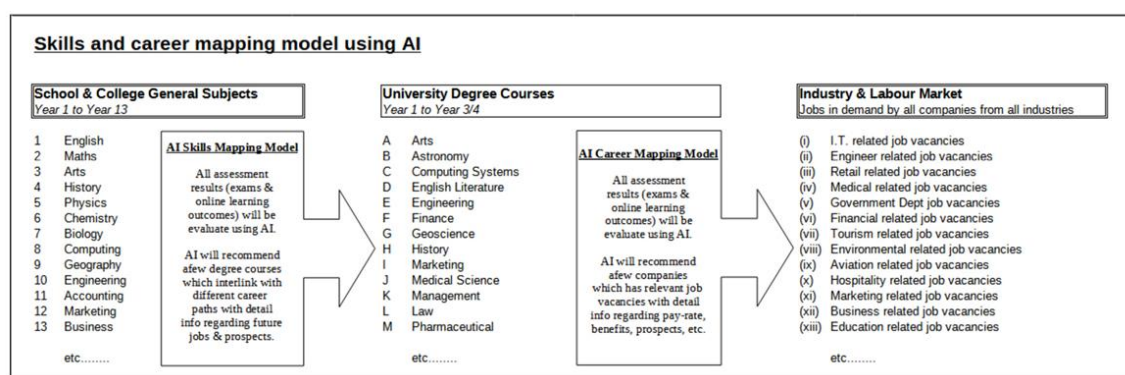 Skills and career mapping model using AI
School & College General Subjects
Year 1 to Year 13
1 English
2 Maths
3 Arts
4 History
5 Physics
6 Chemistry
7 Biology
8 Computing
9 Geography
10 Engineering
11 Accounting
12 Marketing
13 Business
etc........
AI Skills Mapping Model
All assessment
results (exams &
online learning
outcomes) will be
evaluate using AI.
AI will recommend
afew degree courses
which interlink with
different career
paths with detail
info regarding future
jobs & prospects.
University Degree Courses
Year 1 to Year 3/4
A Arts
B Astronomy
C Computing Systems
D English Literature
E Engineering
F Finance
G Geoscience
H History
I Marketing
J Medical Science
K Management
L Law
M Pharmaceutical
etc........
AI Career Mapping Model
All assessment
results (exams &
online learning
outcomes) will be
evaluate using AI.
AI will recommend
afew companies
which has relevant job
vacancies with detail
info regarding pay-rate,
benefits, prospects, etc.
Industry & Labour Market
Jobs in demand by all companies from all industries
(i) I.T. related job vacancies
(ii) Engineer related job vacancies
(iii) Retail related job vacancies
(iv) Medical related job vacancies
(v) Government Dept job vacancies
(vi) Financial related job vacancies
(vii) Tourism related job vacancies
(viii) Environmental related job vacancies
(ix) Aviation related job vacancies
(x) Hospitality related job vacancies
(xi) Marketing related job vacancies
(xii) Business related job vacancies
(xiii) Education related job vacancies
etc........